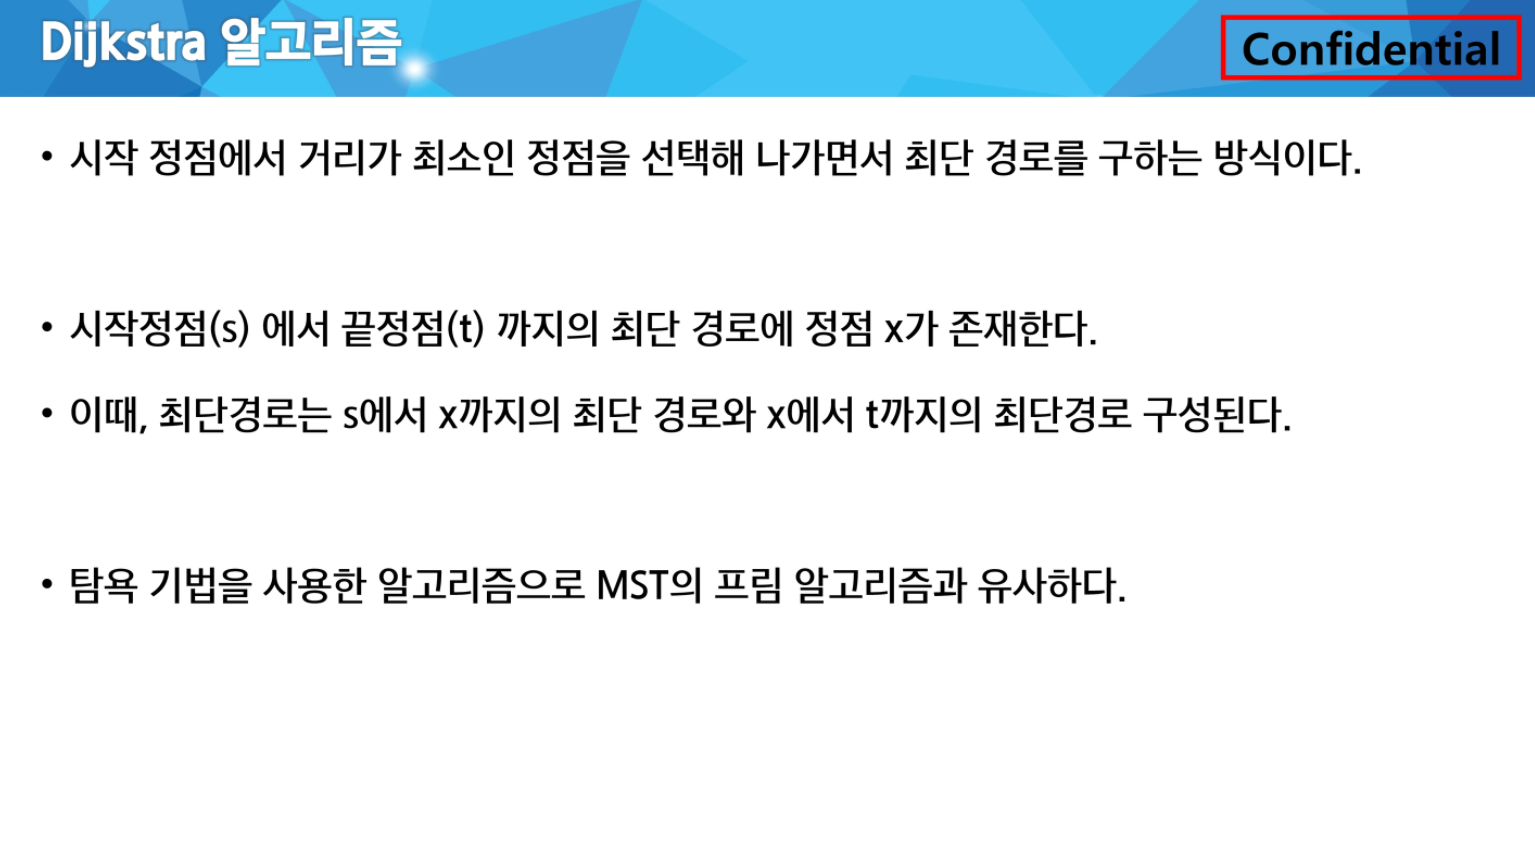 Dijkstra 알고리즘
Confidential
• 시작 정점에서 거리가 최소인 정점을 선택해 나가면서 최단 경로를 구하는 방식이다.
• 시작정점(s) 에서 끝정점(t) 까지의 최단 경로에 정점 x가 존재한다.
• 이때, 최단경로는 s에서 x까지의 최단 경로와 x에서 t까지의 최단경로 구성된다.
• 탐욕 기법을 사용한 알고리즘으로 MST의 프림 알고리즘과 유사하다.